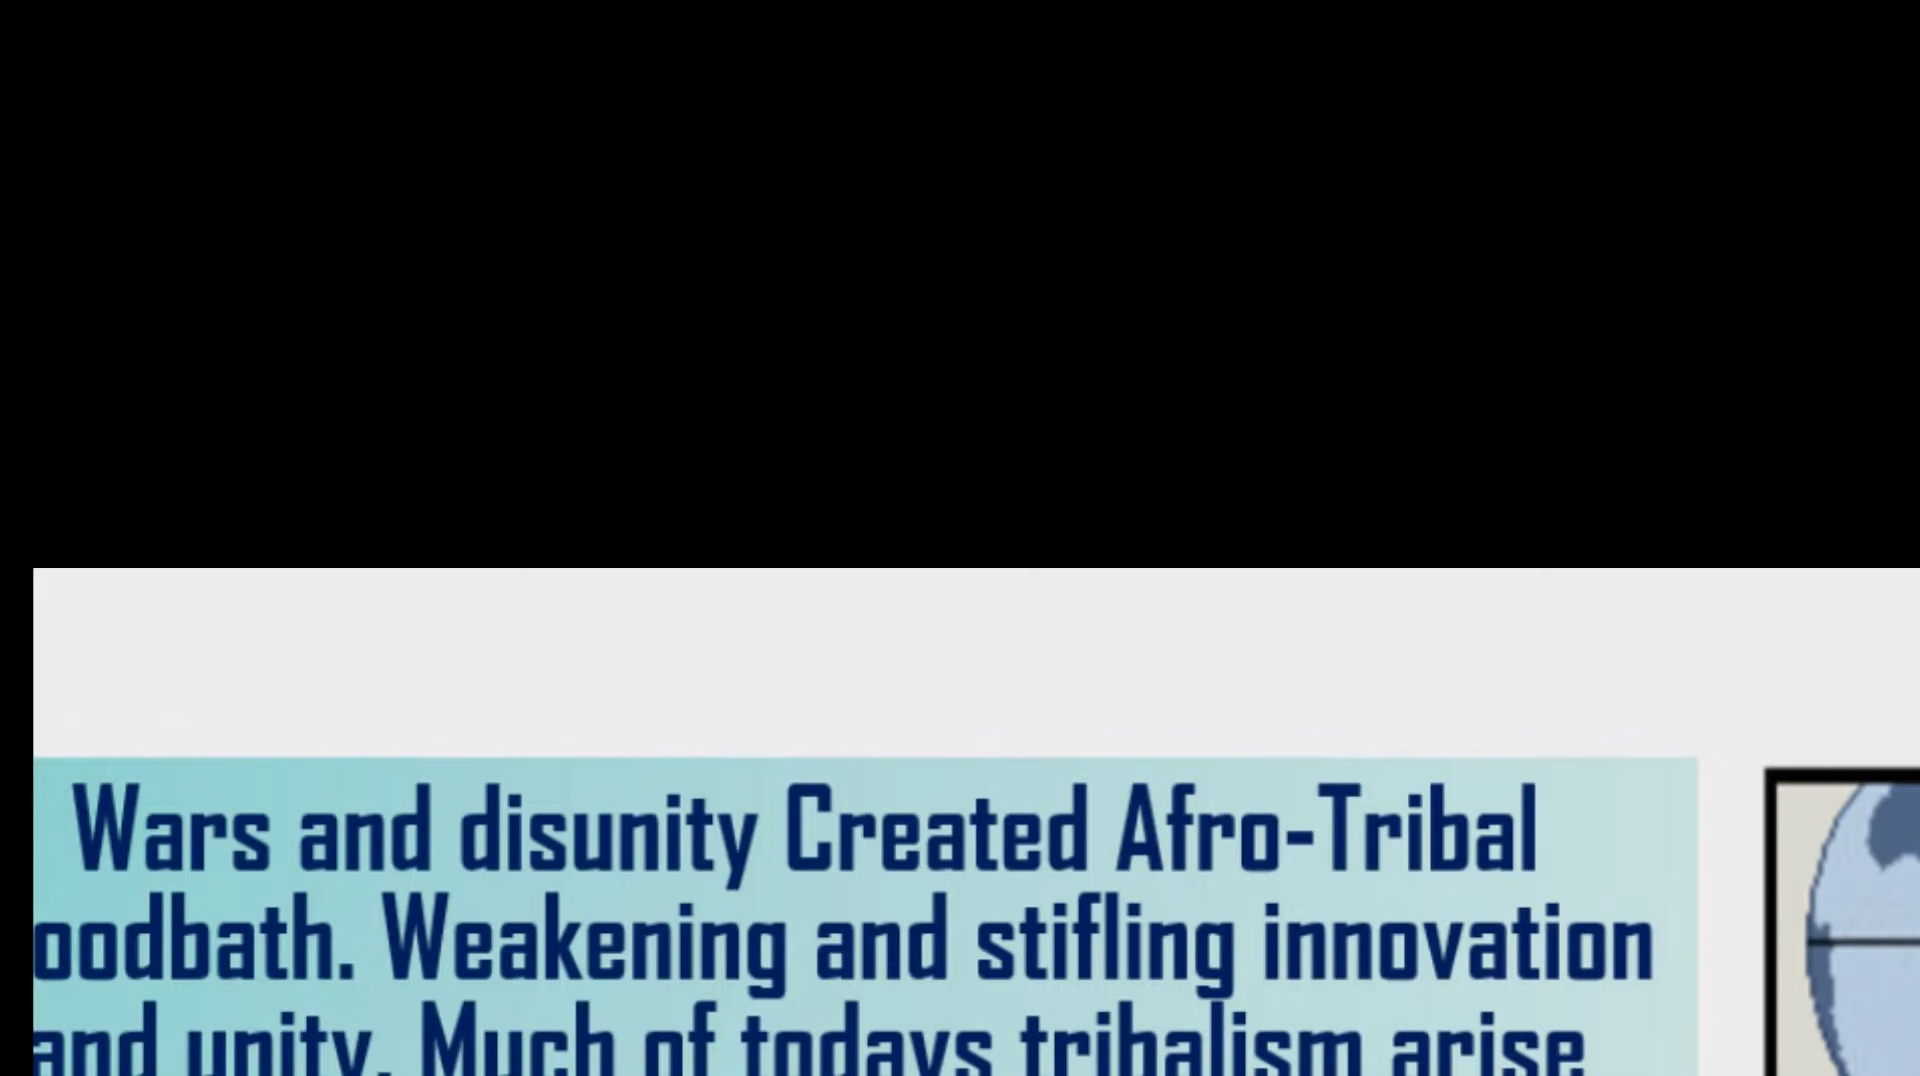 Wars and disunity Created Afro-Tribal
oodbath. Weakening and stifling innovation
and unity. Much of todays tribalism arise